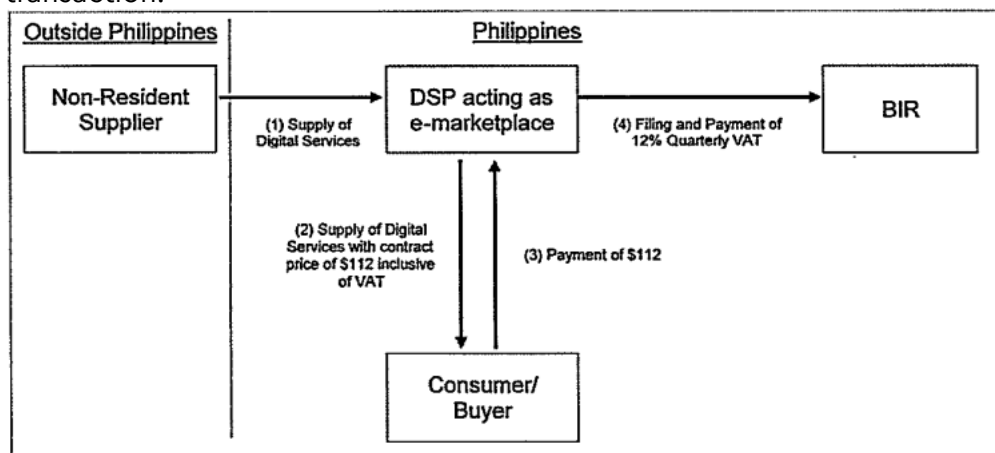 transaction.
Outside Philippines
Philippines
Non-Resident
Supplier
(1) Supply of
Digital Services
DSP acting as
e-marketplace
(4) Filing and Payment of
12% Quarterly VAT
BIR
(2) Supply of Digital
Services with contract
price of $112 inclusive
of VAT
(3) Payment of $112
Consumer/
Buyer